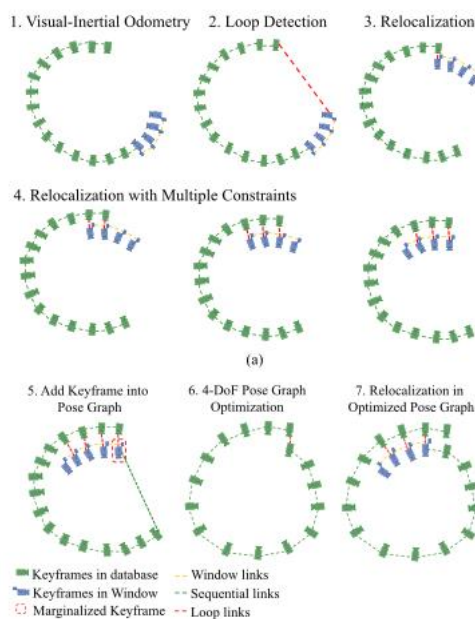 1. Visual-Inertial Odometry
2. Loop Detection
3. Relocalization
4. Relocalization with Multiple Constraints
(a)
5. Add Keyframe into
Pose Graph
6. 4-DoF Pose Graph
Optimization
7. Relocalization in
Optimized Pose Graph
Keyframes in database
Keyframes in Window
Marginalized Keyframe
Window links
Sequential links
Loop links